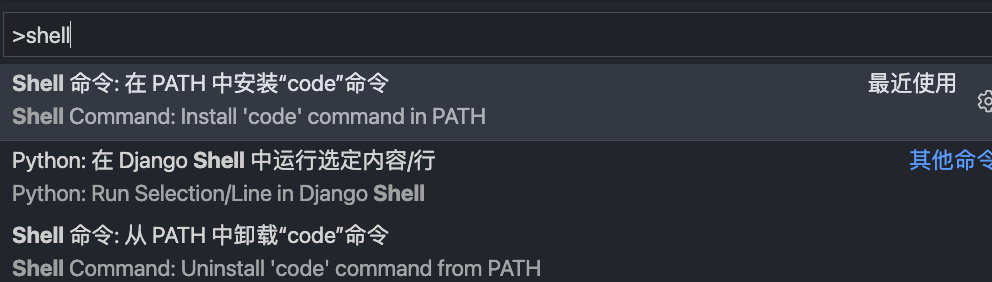 >shell
Shell 命令: 在 PATH 中安装“code”命令 最近使用
Shell Command: Install 'code' command in PATH
Python: 在 Django Shell 中运行选定内容/行 其他命令
Python: Run Selection/Line in Django Shell
Shell 命令: 从 PATH 中卸载“code”命令
Shell Command: Uninstall 'code' command from PATH